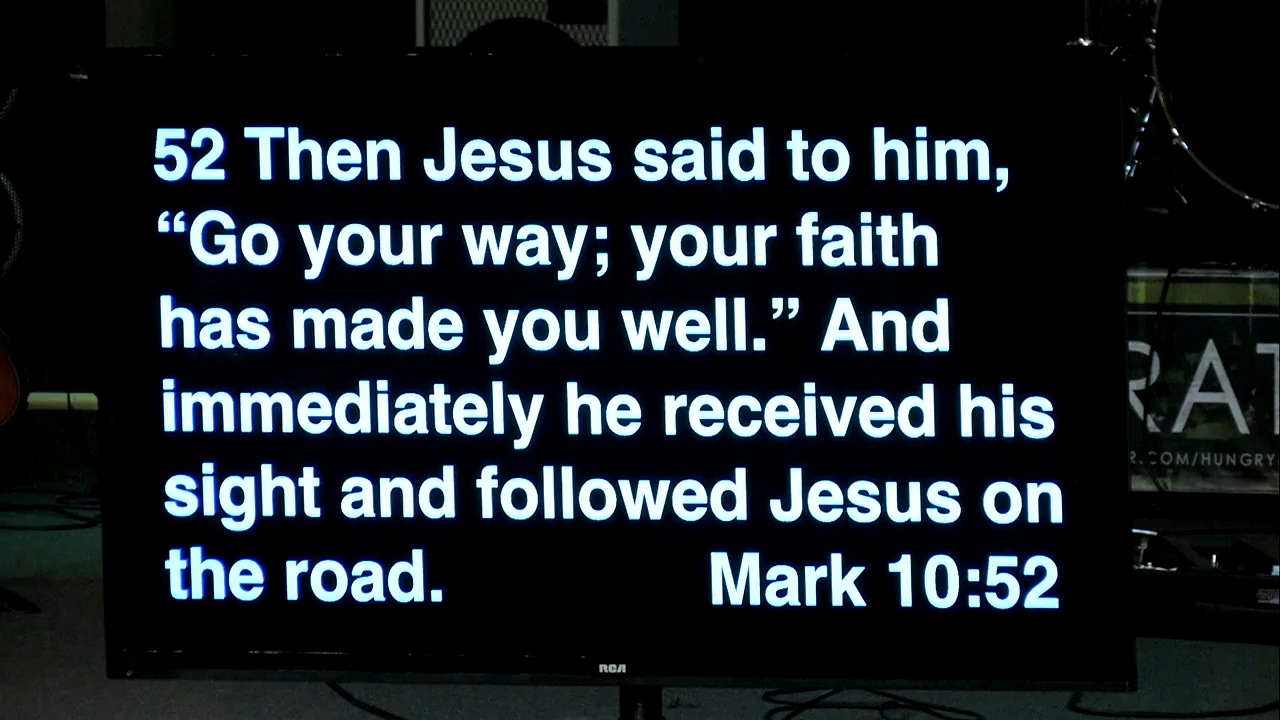 52 Then Jesus said to him,
“Go your way; your faith
has made you well.” And
immediately he received his
sight and followed Jesus on
the road. Mark 10:52
RCA
RAT
.COM/HUNGRY